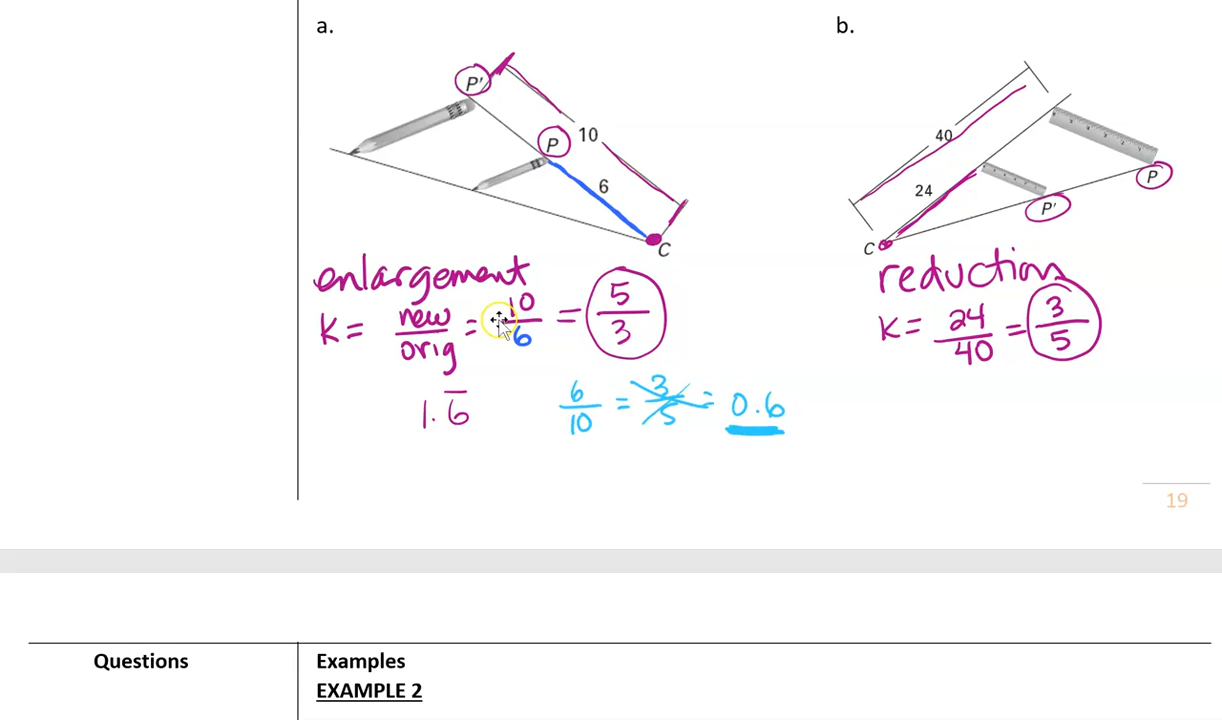 a.
b.
P'
P
10
6
C
40
24
P
P'
C
enlargement
K = new/orig = 10/6 = 5/3
1.6̅
6/10 = 3/5 = 0.6
reduction
K = 24/40 = 3/5
19
Questions
Examples
EXAMPLE 2